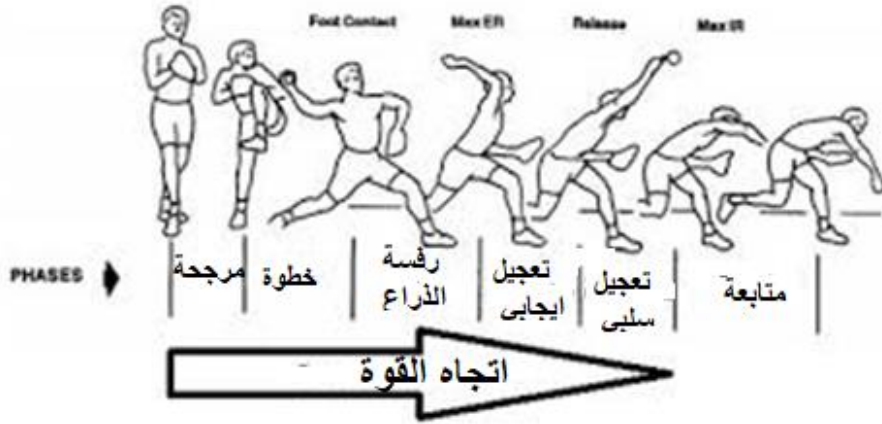 Foot Contact Max ER Release Max IR
PHASES
مرجحة
خطوة
رفسة
الذراع
تعجيل
ايجابى
تعجيل
سلبى
متابعة
اتجاه القوة